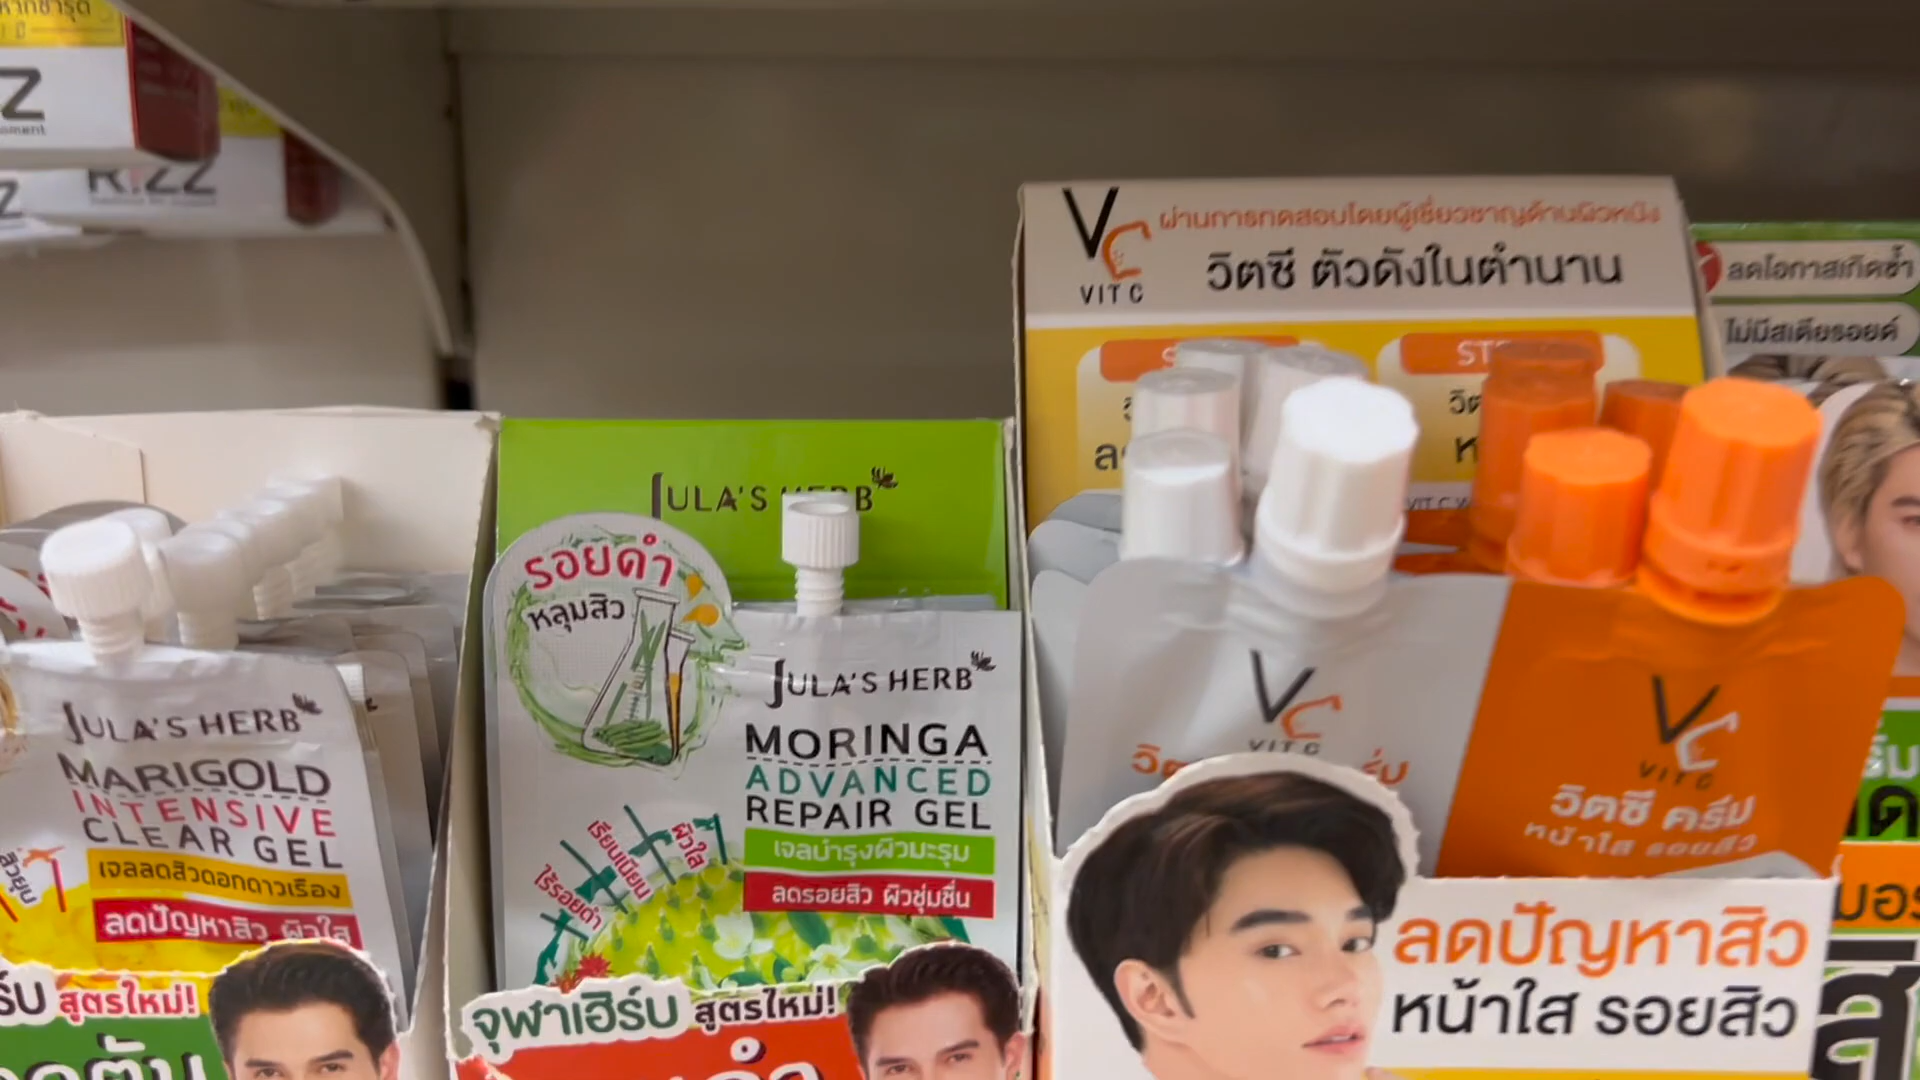 RIZZ
JULA'S HERB
MARIGOLD
INTENSIVE
CLEAR GEL
เจลลดสิวดอกดาวเรือง
ลดปัญหาสิว ผิวใส
สูตรใหม่!
JULA'S HERB
รอยดำ
หลุมสิว
JULA'S HERB
MORINGA
ADVANCED
REPAIR GEL
เจลบำรุงผิวมะรุม
ลดรอยสิว ผิวชุ่มชื่น
ไร้รอยดำ
เรียบเนียน
ผิวใส
จุฬาเฮิร์บ สูตรใหม่!
VC
VIT C
ผ่านการทดสอบโดยผู้เชี่ยวชาญด้านผิวหนัง
วิตซี ตัวดังในตำนาน
VC
VIT C
VC
VIT C
วิตซี ครีม
หน้าใส รอยสิว
ลดปัญหาสิว
หน้าใส รอยสิว
ลดโอกาสเกิดซ้ำ
ไม่มีสเตียรอยด์